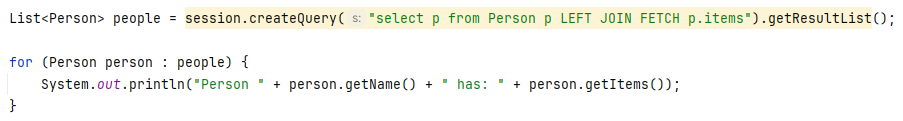 List<Person> people = session.createQuery( s: "select p from Person p LEFT JOIN FETCH p.items").getResultList();
for (Person person : people) {
    System.out.println("Person " + person.getName() + " has: " + person.getItems());
}